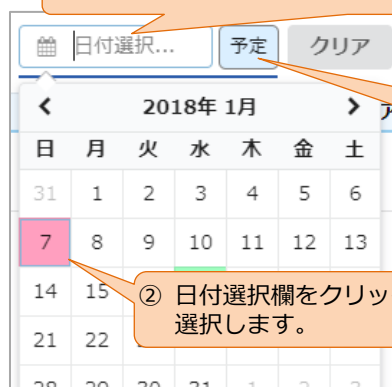 日付選択... 予定 クリア
2018年 1月
日 月 火 水 木 金 土
31 1 2 3 4 5 6
7 8 9 10 11 12 13
14 15
② 日付選択欄をクリッ
選択します。
21 22